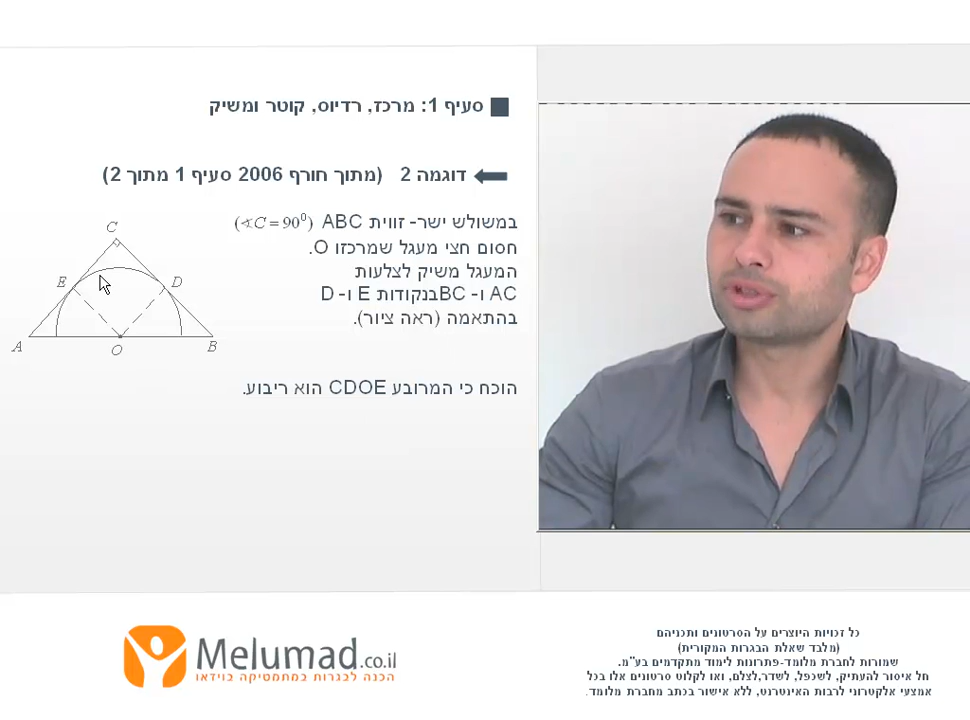 סעיף 1: מרכז, רדיוס, קוטר ומשיק
דוגמה 2 (מתוך חורף 2006 סעיף 1 מתוך 2)
במשולש ישר- זווית ABC (∢C = 90⁰)
חסום חצי מעגל שמרכזו O.
המעגל משיק לצלעות
AC ו- BC בנקודות E ו- D
בהתאמה (ראה ציור).
C
E
D
A
O
B
הוכח כי המרובע CDOE הוא ריבוע.
Melumad.co.il
הכנה לבגרות במתמטיקה בוידאו
כל זכויות היוצרים על הסרטונים ותכניהם
(מלבד שאלת הבגרות המקורית)
שמורות לחברת מלומד-פתרונות לימוד מתקדמים בע"מ.
חל איסור להעתיק, לשכפל, לשדר,לצלם, ואו לקלוט סרטונים אלו בכל
אמצעי אלקטרוני לרבות האינטרנט, ללא אישור בכתב מחברת מלומד.